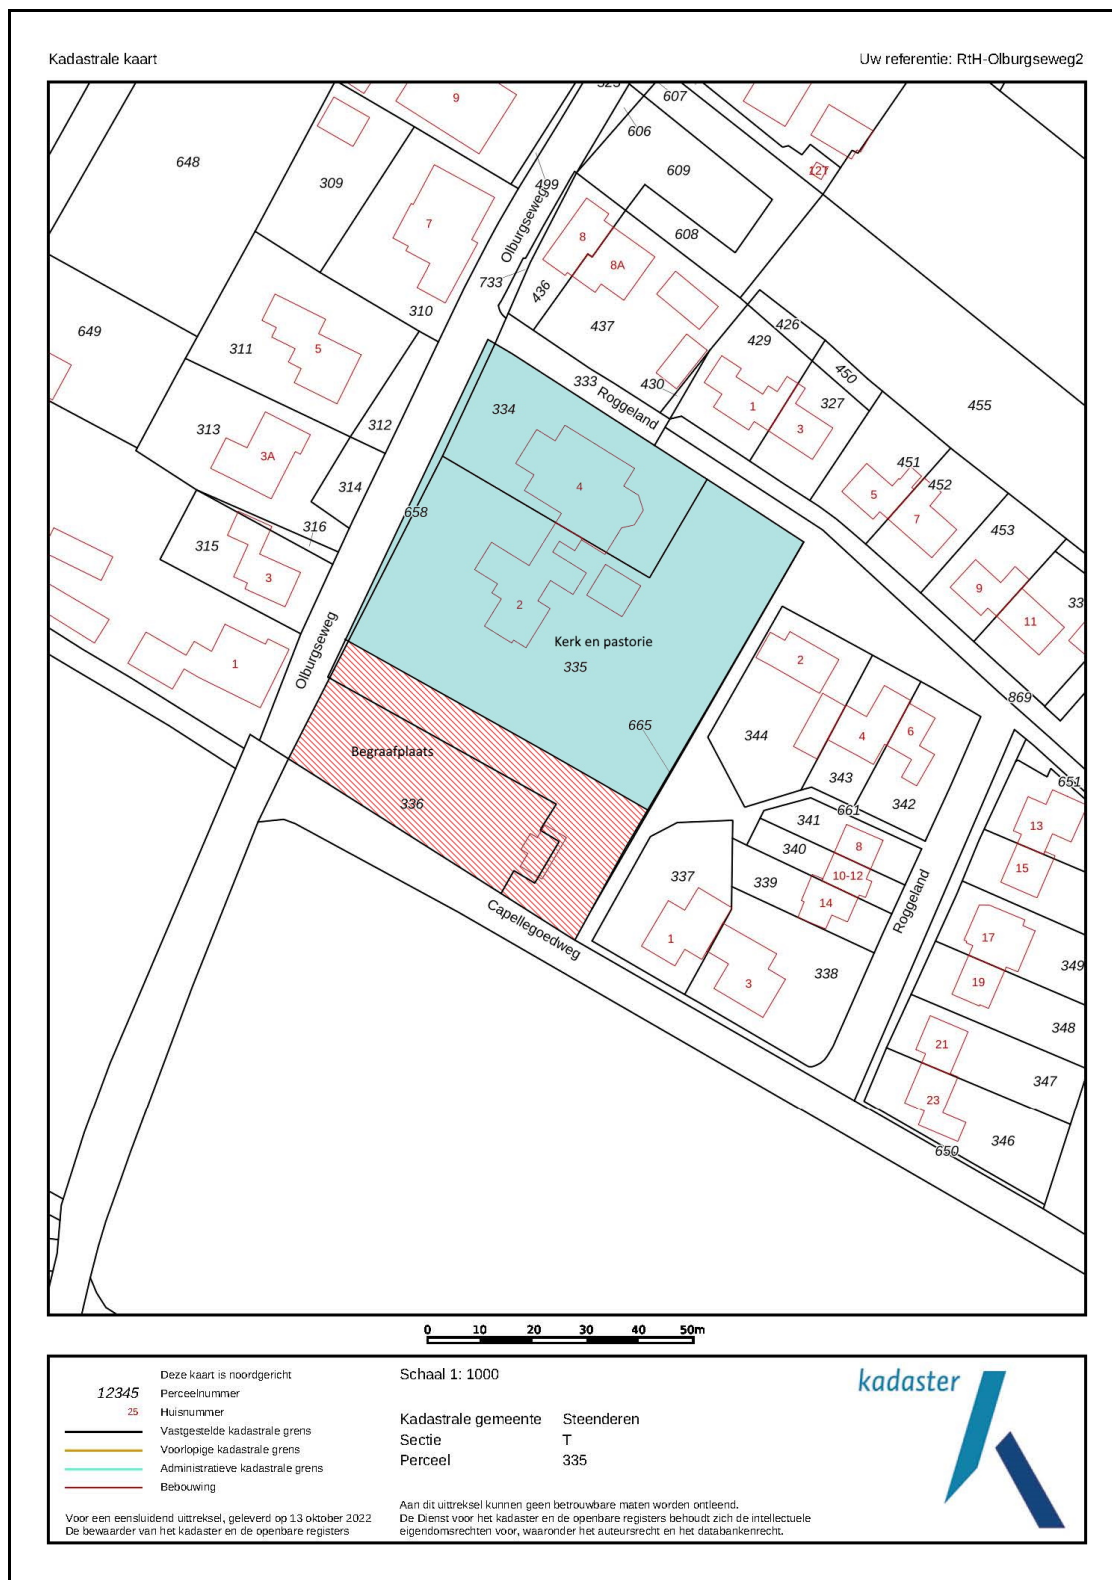 Kadastrale kaart
Uw referentie: RtH-Olburgseweg2
9
607
606
648
609
127
309
499
7
Olburgseweg
608
8
8A
733
436
310
426
437
649
429
311
5
450
333
430
455
327
334
Roggeland
1
3
312
313
3A
451
452
314
4
5
658
7
316
453
315
3
9
2
11
Kerk en pastorie
335
Olburgseweg
1
2
869
665
344
4
6
Begraafplaats
343
651
336
342
661
341
13
340
8
15
337
339
10-12
14
Roggeland
Capellegoedweg
1
17
338
349
3
19
348
21
347
23
346
650
0 10 20 30 40 50m
Deze kaart is noordgericht
12345 Perceelnummer
25 Huisnummer
Vastgestelde kadastrale grens
Voorlopige kadastrale grens
Administratieve kadastrale grens
Bebouwing
Voor een eensluidend uittreksel, geleverd op 13 oktober 2022
De bewaarder van het kadaster en de openbare registers
Schaal 1: 1000
Kadastrale gemeente Steenderen
Sectie T
Perceel 335
Aan dit uittreksel kunnen geen betrouwbare maten worden ontleend.
De Dienst voor het kadaster en de openbare registers behoudt zich de intellectuele
eigendomsrechten voor, waaronder het auteursrecht en het databankenrecht.
kadaster